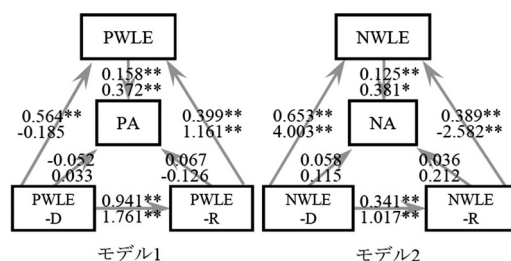 PWLE
0.158**
0.372**
0.564**
-0.185
PA
0.399**
1.161**
-0.052
0.033
0.067
-0.126
PWLE
-D
0.941**
1.761**
PWLE
-R
モデル1
NWLE
0.125**
0.381*
0.653**
4.003**
NA
0.389**
-2.582**
0.058
0.115
0.036
0.212
NWLE
-D
0.341**
1.017**
NWLE
-R
モデル2